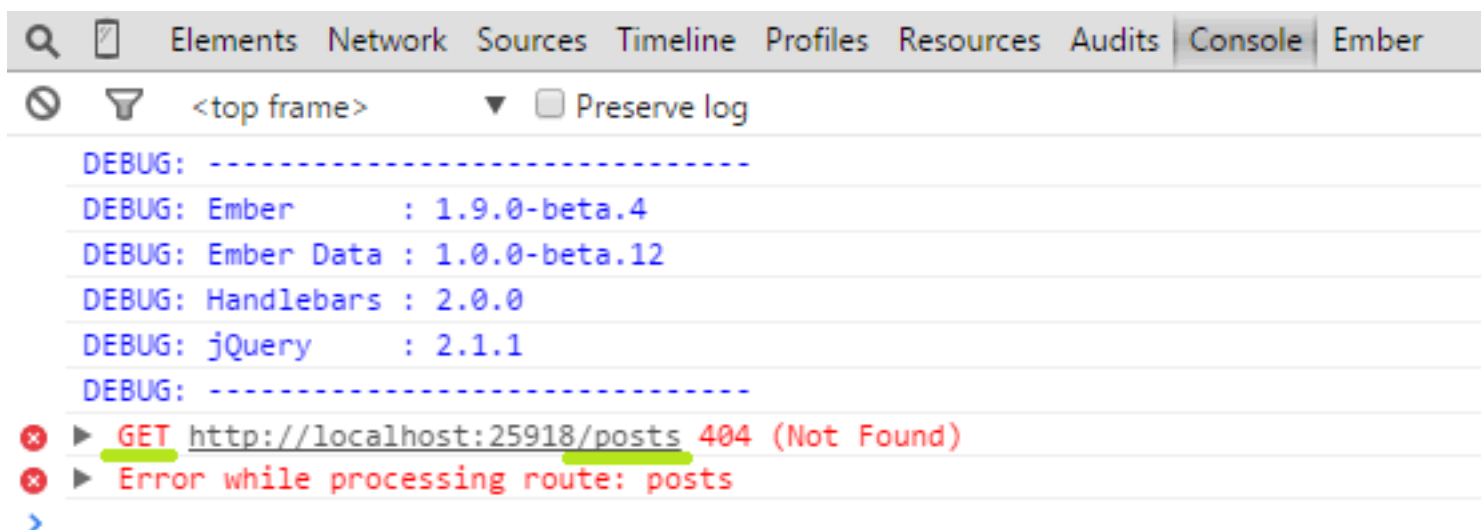 Elements Network Sources Timeline Profiles Resources Audits Console Ember
<top frame> ▼ Preserve log
DEBUG: -------------------------------
DEBUG: Ember      : 1.9.0-beta.4
DEBUG: Ember Data : 1.0.0-beta.12
DEBUG: Handlebars : 2.0.0
DEBUG: jQuery     : 2.1.1
DEBUG: -------------------------------
GET http://localhost:25918/posts 404 (Not Found)
Error while processing route: posts
>